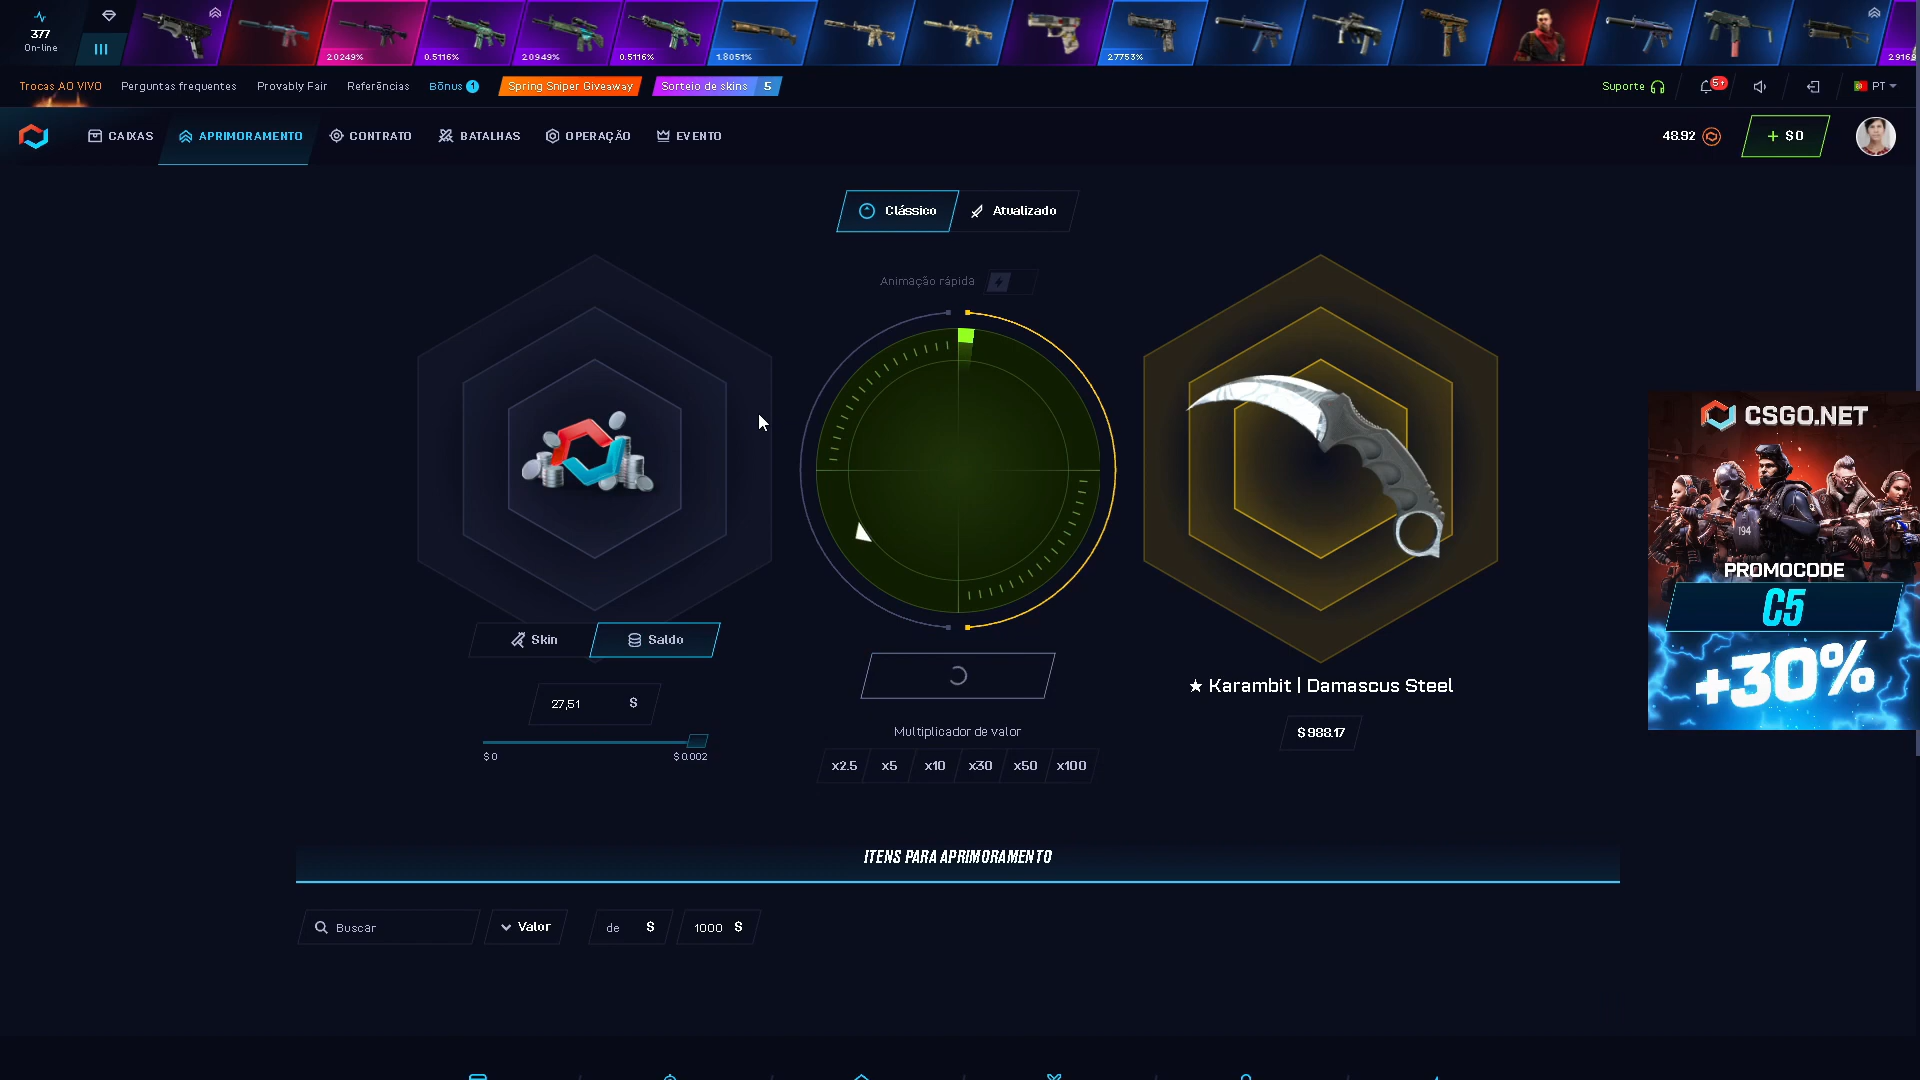 377
On-line
2.0249%
0.5116%
2.0949%
0.5116%
1.8051%
2.7753%
Trocas AO VIVO
Perguntas frequentes
Provably Fair
Referências
Bônus 1
Spring Sniper Giveaway
Sorteio de skins 5
Suporte
5+
PT
CAIXAS
APRIMORAMENTO
CONTRATO
BATALHAS
OPERAÇÃO
EVENTO
48.92
+ $ 0
Clássico
Atualizado
Animação rápida
CSGO.NET
194
PROMOCODE
C5
+30%
Skin
Saldo
27,51 $
$ 0
$ 0.002
Multiplicador de valor
x2.5 x5 x10 x30 x50 x100
★ Karambit | Damascus Steel
$ 988.17
ITENS PARA APRIMORAMENTO
Buscar
Valor
de $
1000 $